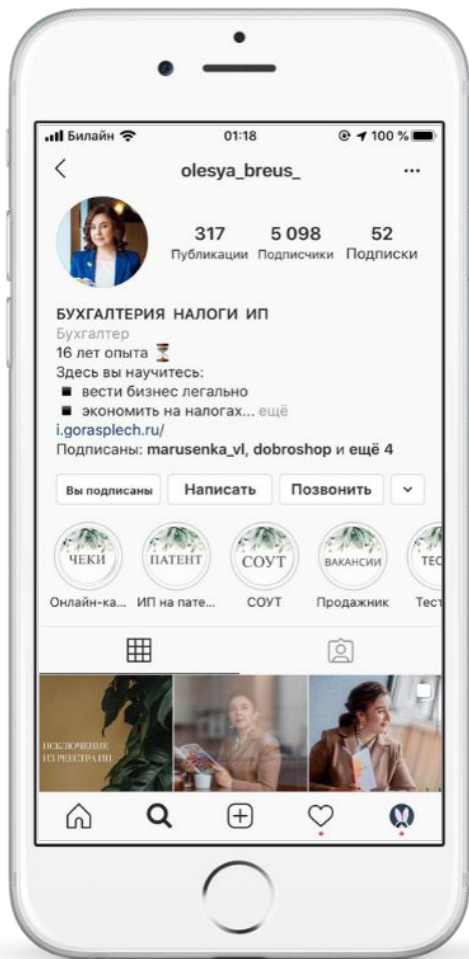 Билайн 01:18 100 %
olesya_breus_
317 5 098 52
Публикации Подписчики Подписки
БУХГАЛТЕРИЯ НАЛОГИ ИП
Бухгалтер
16 лет опыта ⌛
Здесь вы научитесь:
◾ вести бизнес легально
◾ экономить на налогах... ещё
i.gorasplech.ru/
Подписаны: marusenka_vl, dobroshop и ещё 4
Вы подписаны Написать Позвонить
ЧЕКИ ПАТЕНТ СОУТ ВАКАНСИИ ТЕС
Онлайн-ка... ИП на пате... СОУТ Продажник Тест
ИСКЛЮЧЕНИЕ
ИЗ РЕЕСТРА ИП